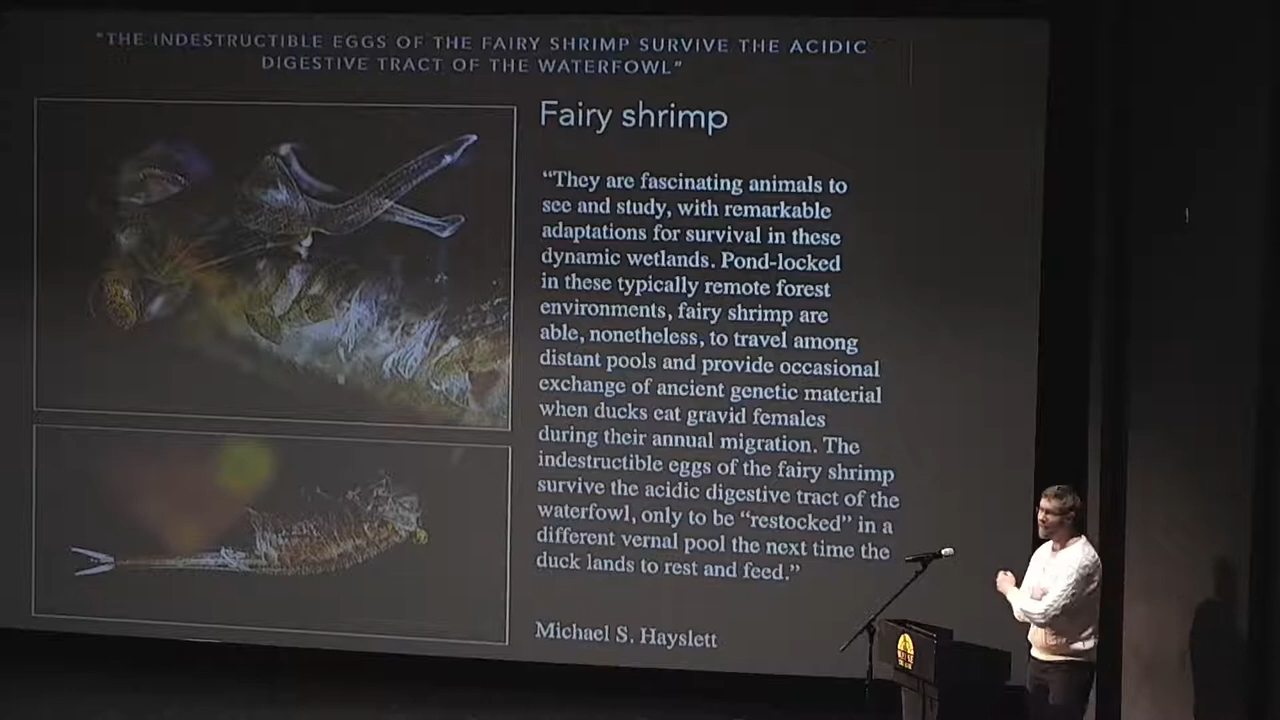 "THE INDESTRUCTIBLE EGGS OF THE FAIRY SHRIMP SURVIVE THE ACIDIC
DIGESTIVE TRACT OF THE WATERFOWL"
Fairy shrimp
“They are fascinating animals to
see and study, with remarkable
adaptations for survival in these
dynamic wetlands. Pond-locked
in these typically remote forest
environments, fairy shrimp are
able, nonetheless, to travel among
distant pools and provide occasional
exchange of ancient genetic material
when ducks eat gravid females
during their annual migration. The
indestructible eggs of the fairy shrimp
survive the acidic digestive tract of the
waterfowl, only to be “restocked” in a
different vernal pool the next time the
duck lands to rest and feed.”
Michael S. Hayslett